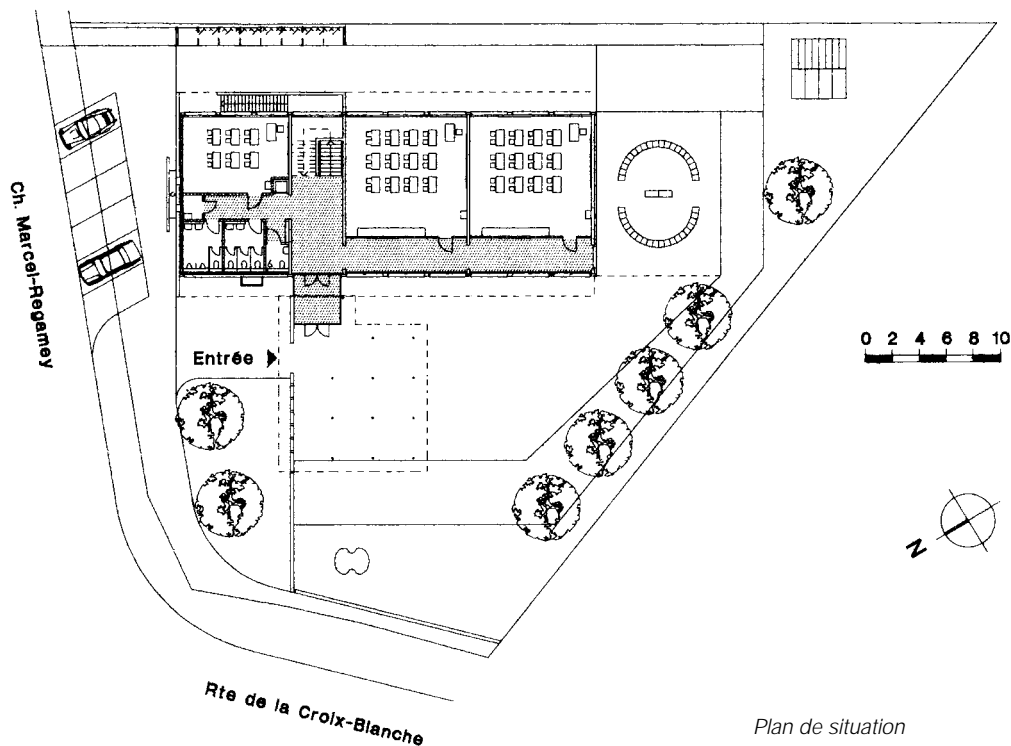 Ch. Marcel-Regamey
Entrée
0 2 4 6 8 10
N
Rte de la Croix-Blanche
Plan de situation